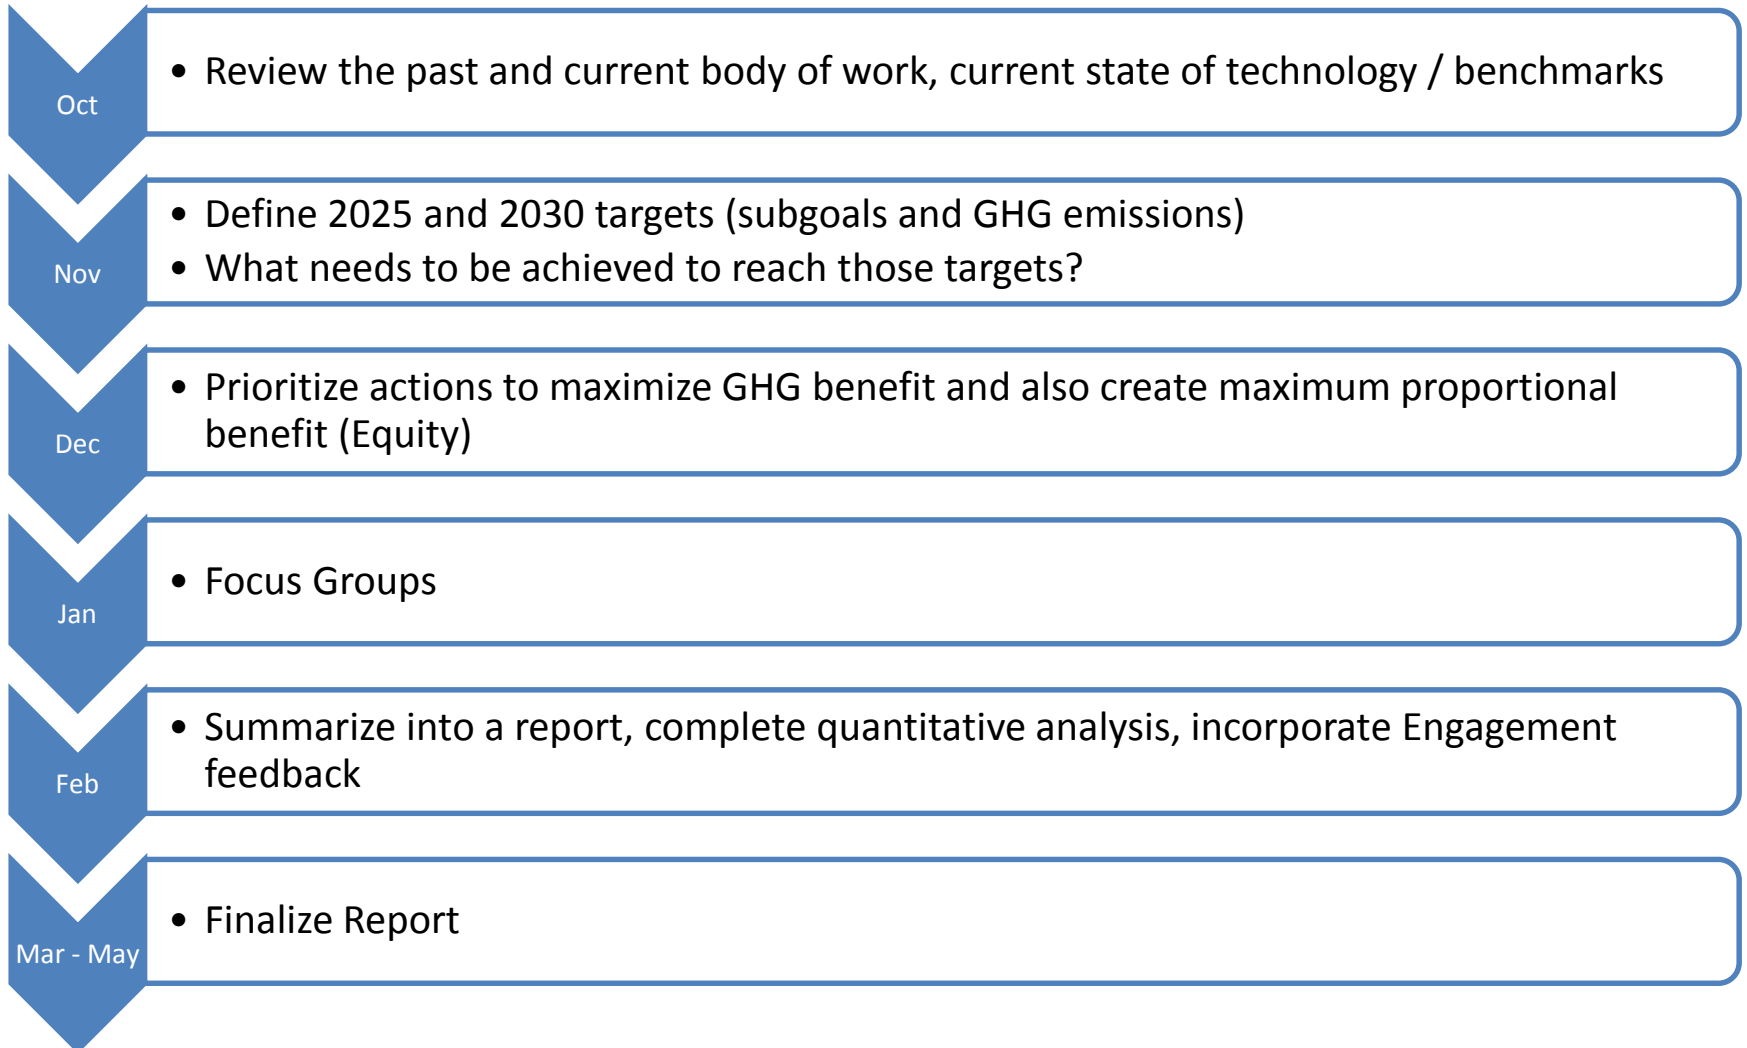 Oct
• Review the past and current body of work, current state of technology / benchmarks
Nov
• Define 2025 and 2030 targets (subgoals and GHG emissions)
• What needs to be achieved to reach those targets?
Dec
• Prioritize actions to maximize GHG benefit and also create maximum proportional
benefit (Equity)
Jan
• Focus Groups
Feb
• Summarize into a report, complete quantitative analysis, incorporate Engagement
feedback
Mar - May
• Finalize Report